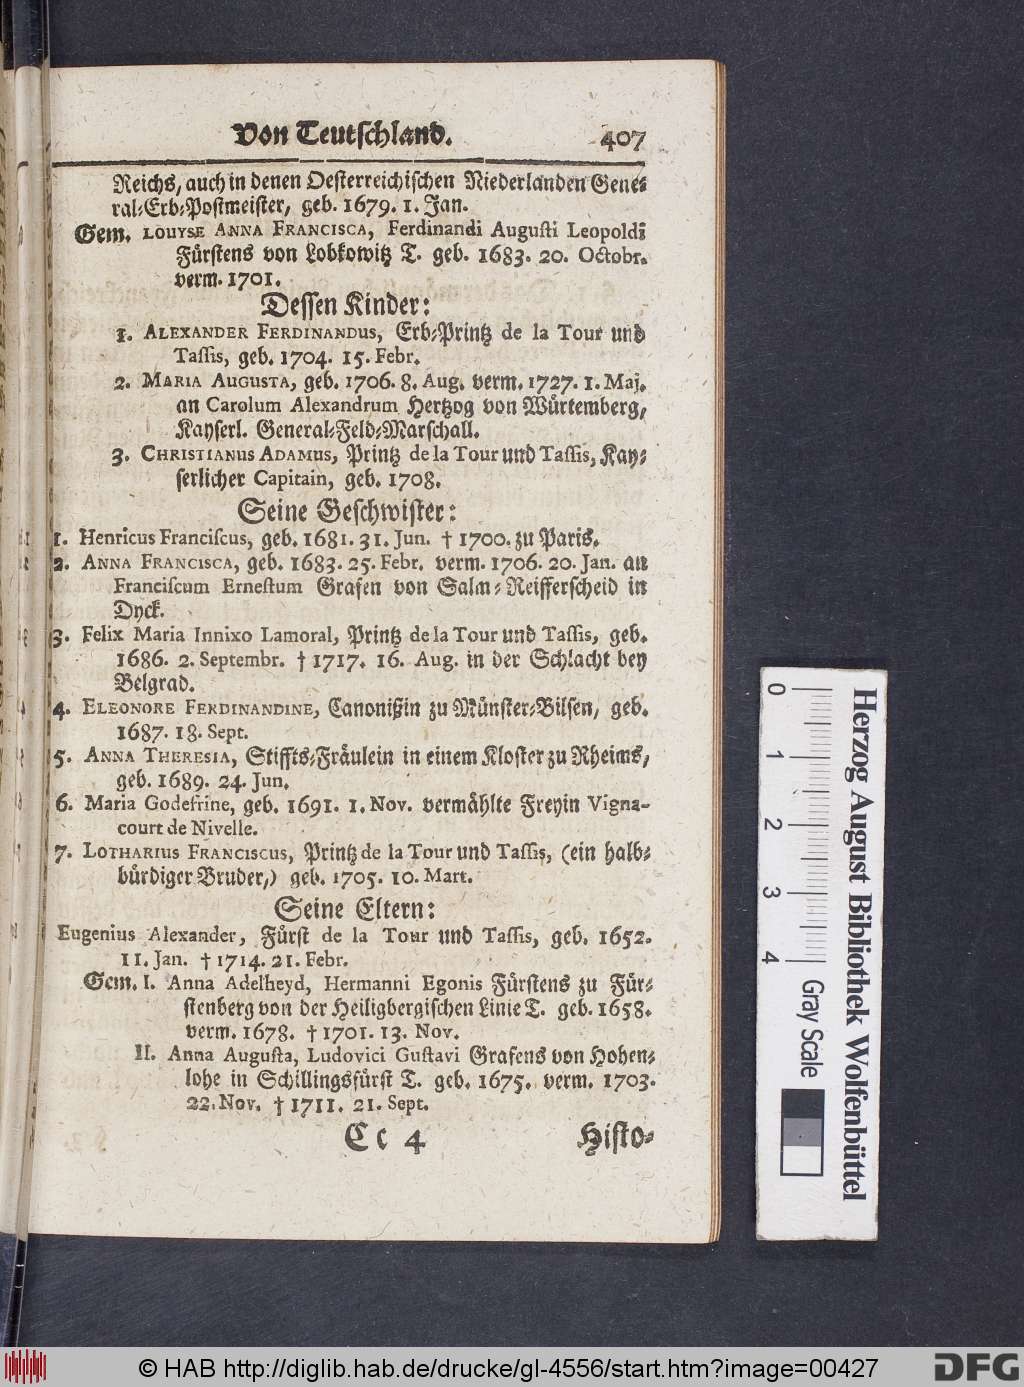 Von Teutschland. 407
Reichs, auch in denen Oesterreichischen Niederlanden Gene-
ral-Erb-Postmeister, geb. 1679. 1. Jan.
Gem. LOUYSE ANNA FRANCISCA, Ferdinandi Augusti Leopoldi
Fürstens von Lobkowitz T. geb. 1683. 20. Octobr.
verm. 1701.
Dessen Kinder:
1. ALEXANDER FERDINANDUS, Erb-Printz de la Tour und
Tassis, geb. 1704. 15. Febr.
2. MARIA AUGUSTA, geb. 1706. 8. Aug. verm. 1727. 1. Maj.
an Carolum Alexandrum Hertzog von Würtemberg,
Kayserl. General-Feld-Marschall.
3. CHRISTIANUS ADAMUS, Printz de la Tour und Tassis, Kay-
serlicher Capitain, geb. 1708.
Seine Geschwister:
1. Henricus Franciscus, geb. 1681. 31. Jun. † 1700. zu Paris.
2. ANNA FRANCISCA, geb. 1683. 25. Febr. verm. 1706. 20. Jan. an
Franciscum Ernestum Grafen von Salm-Reifferscheid in
Dyck.
3. Felix Maria Innixo Lamoral, Printz de la Tour und Tassis, geb.
1686. 2. Septembr. † 1717. 16. Aug. in der Schlacht bey
Belgrad.
4. ELEONORE FERDINANDINE, Canonißin zu Münster-Bilsen, geb.
1687. 18. Sept.
5. ANNA THERESIA, Stiffts-Fräulein in einem Kloster zu Rheims,
geb. 1689. 24. Jun.
6. Maria Godefrine, geb. 1691. 1. Nov. vermählte Freyin Vigna-
court de Nivelle.
7. LOTHARIUS FRANCISCUS, Printz de la Tour und Tassis, (ein halb-
bürdiger Bruder,) geb. 1705. 10. Mart.
Seine Eltern:
Eugenius Alexander, Fürst de la Tour und Tassis, geb. 1652.
11. Jan. † 1714. 21. Febr.
Gem. I. Anna Adelheyd, Hermanni Egonis Fürstens zu Für-
stenberg von der Heiligbergischen Linie T. geb. 1658.
verm. 1678. † 1701. 13. Nov.
II. Anna Augusta, Ludovici Gustavi Grafens von Hohen-
lohe in Schillingsfürst T. geb. 1675. verm. 1703.
22. Nov. † 1711. 21. Sept.
Cc 4 Histo-
0 1 2 3 4 Gray Scale
Herzog August Bibliothek Wolfenbüttel
© HAB http://diglib.hab.de/drucke/gl-4556/start.htm?image=00427
DFG